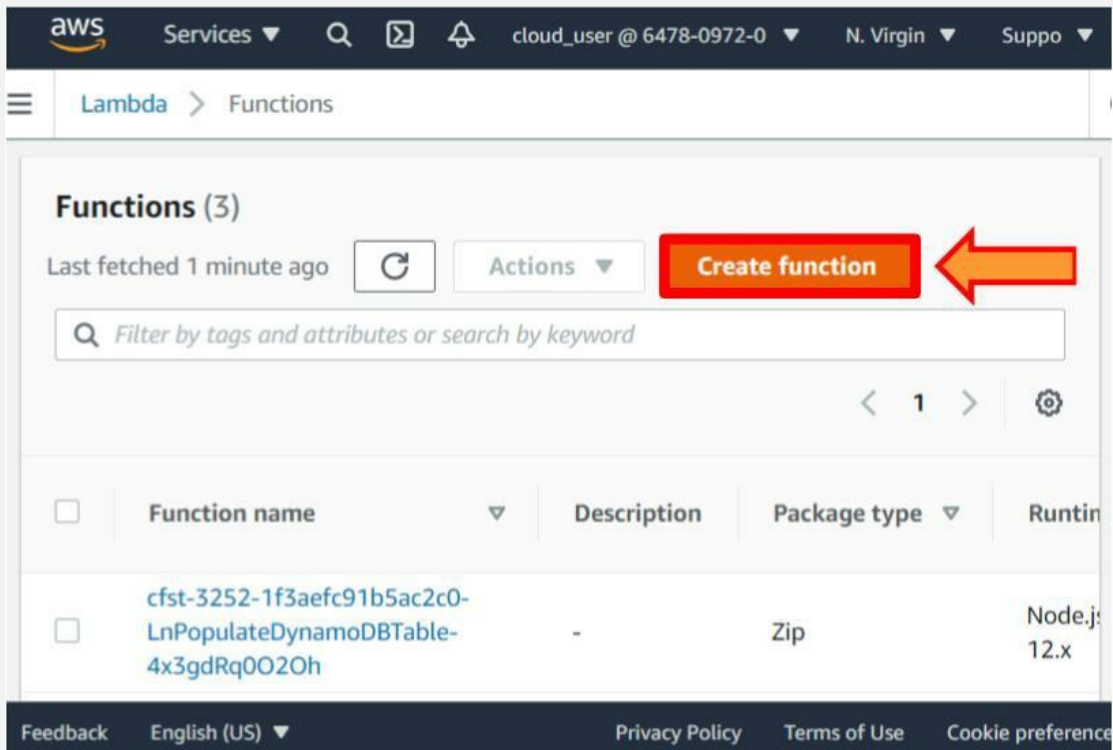 aws Services cloud_user @ 6478-0972-0 N. Virgin Suppo
Lambda > Functions
Functions (3)
Last fetched 1 minute ago Actions Create function
Filter by tags and attributes or search by keyword
< 1 >
Function name Description Package type Runtin
cfst-3252-1f3aefc91b5ac2c0-
LnPopulateDynamoDBTable-
4x3gdRq0O2Oh
- Zip
Node.js
12.x
Feedback English (US) Privacy Policy Terms of Use Cookie preference